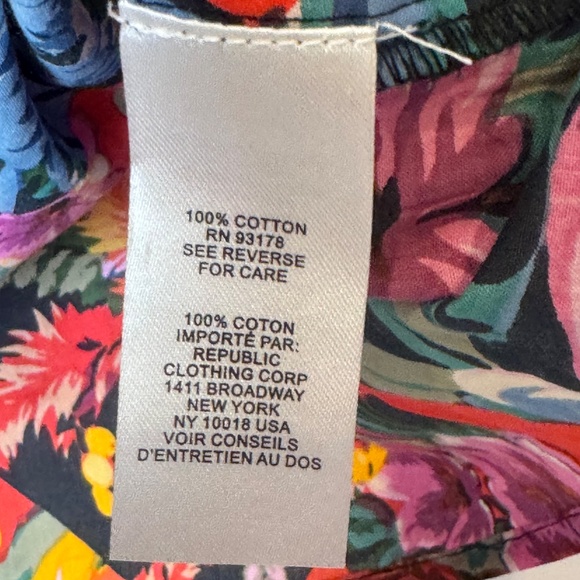 100% COTTON
RN 93178
SEE REVERSE
FOR CARE
100% COTON
IMPORTÉ PAR:
REPUBLIC
CLOTHING CORP
1411 BROADWAY
NEW YORK
NY 10018 USA
VOIR CONSEILS
D'ENTRETIEN AU DOS